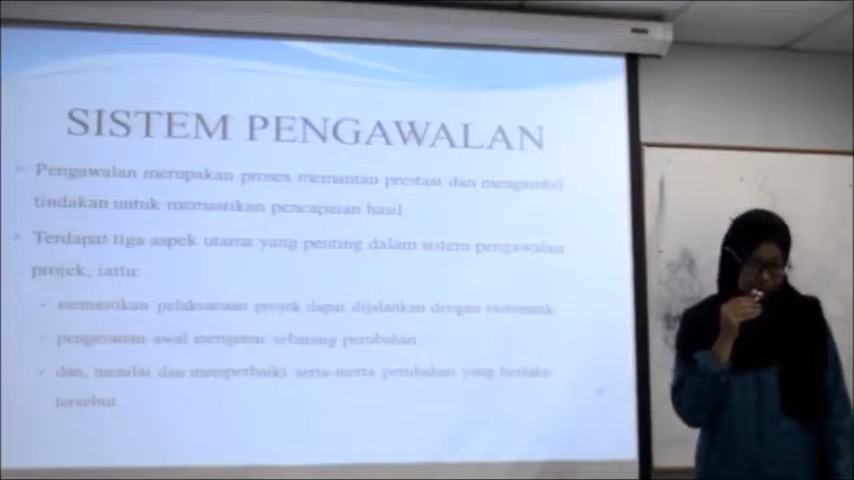 SISTEM PENGAWALAN
Pengawalan merupakan proses memantau prestasi dan mengambil
tindakan untuk memastikan pencapaian hasil.
Terdapat tiga aspek utama yang penting dalam sistem pengawalan
projek, iaitu:
memastikan pelaksanaan projek dapat dijalankan dengan sistematik
pengesanan awal mengenai sebarang perubahan
dan, menilai dan memperbaiki serta-merta perubahan yang berlaku
tersebut.